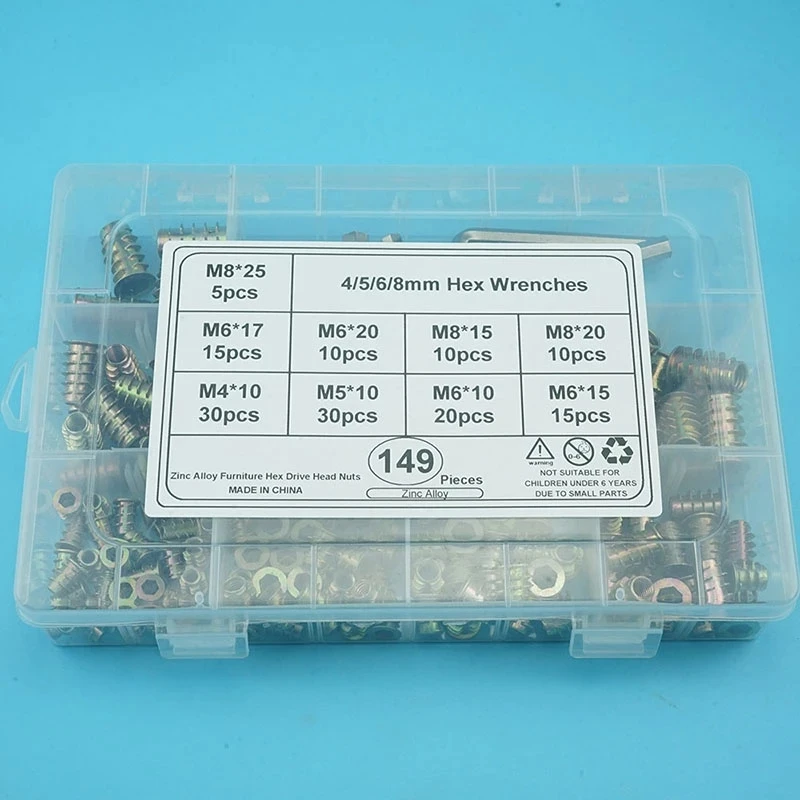 M8*25
5pcs
4/5/6/8mm Hex Wrenches
M6*17
15pcs
M6*20
10pcs
M8*15
10pcs
M8*20
10pcs
M4*10
30pcs
M5*10
30pcs
M6*10
20pcs
M6*15
15pcs
Zinc Alloy Furniture Hex Drive Head Nuts
MADE IN CHINA
149 Pieces
Zinc Alloy
warning
0-6
NOT SUITABLE FOR
CHILDREN UNDER 6 YEARS
DUE TO SMALL PARTS